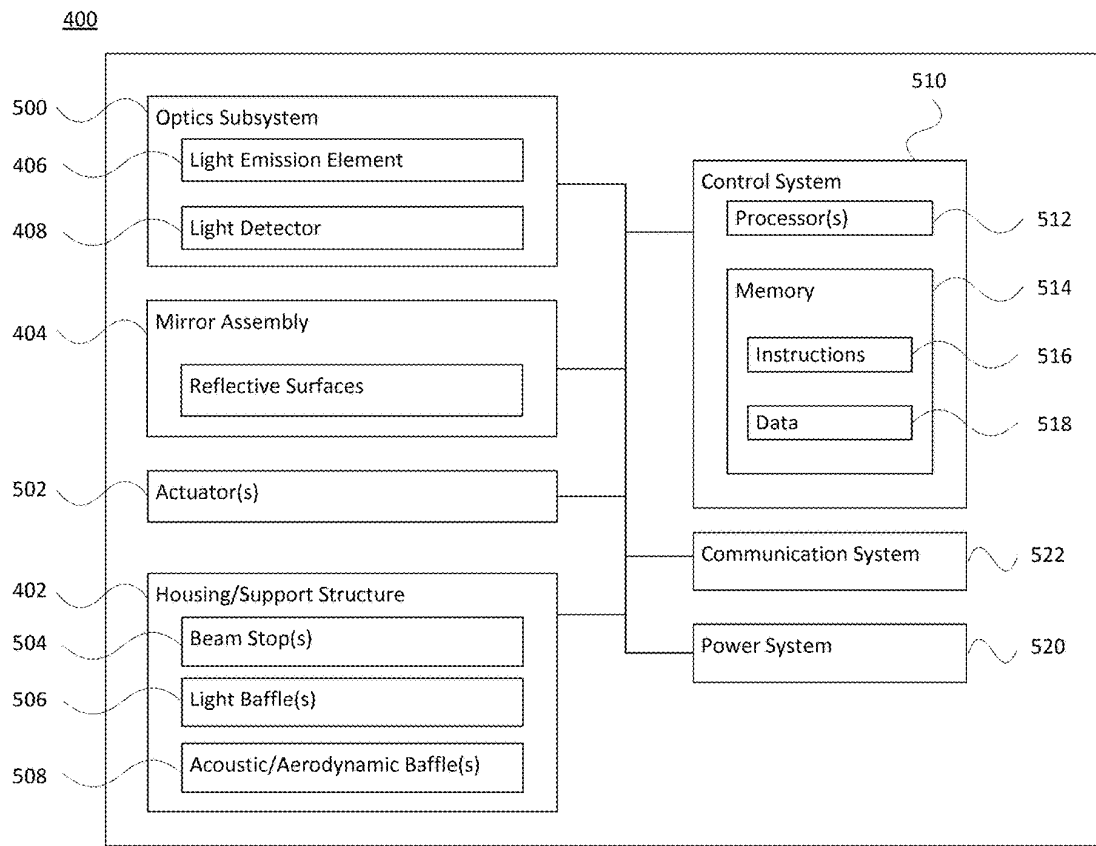 400
500
Optics Subsystem
406
Light Emission Element
408
Light Detector
404
Mirror Assembly
Reflective Surfaces
502
Actuator(s)
402
Housing/Support Structure
504
Beam Stop(s)
506
Light Baffle(s)
508
Acoustic/Aerodynamic Baffle(s)
510
Control System
Processor(s)
512
Memory
514
Instructions
516
Data
518
Communication System
522
Power System
520